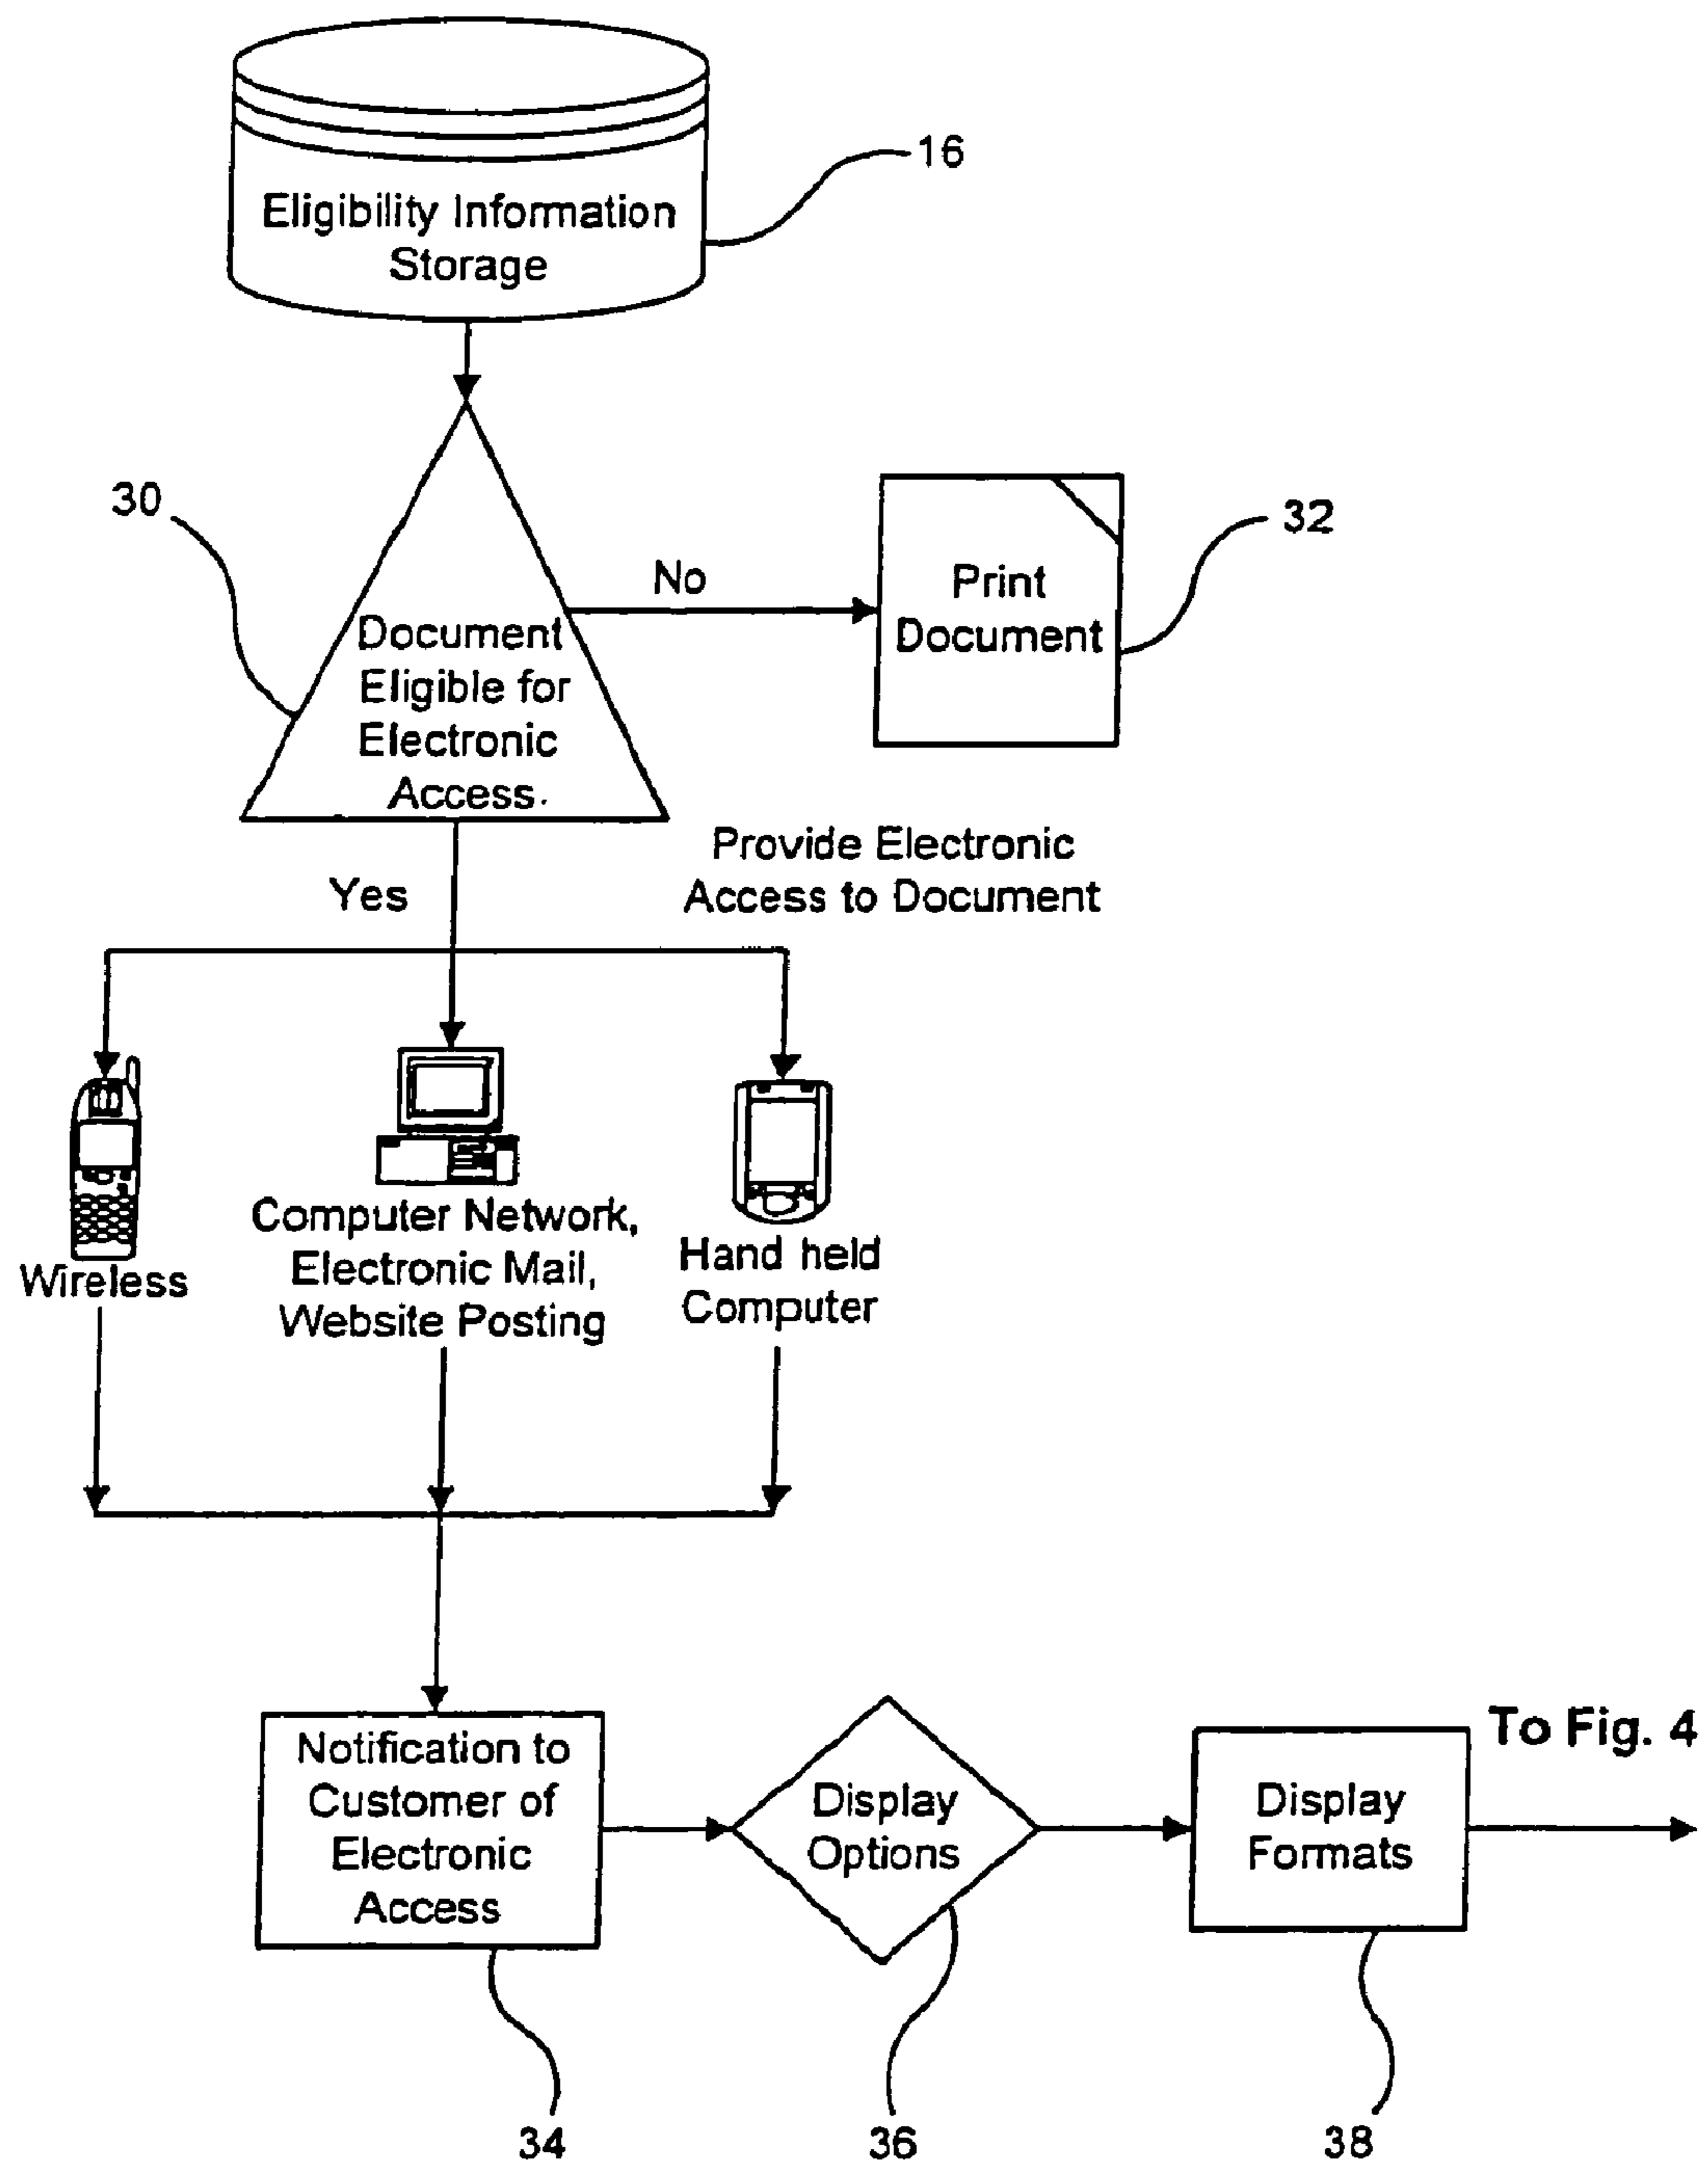 16
Eligibility Information
Storage
30
32
No
Print
Document
Document
Eligible for
Electronic
Access.
Provide Electronic
Access to Document
Yes
Computer Network,
Electronic Mail,
Website Posting
Hand held
Computer
Wireless
To Fig. 4
Notification to
Customer of
Electronic
Access
Display
Options
Display
Formats
34
36
38